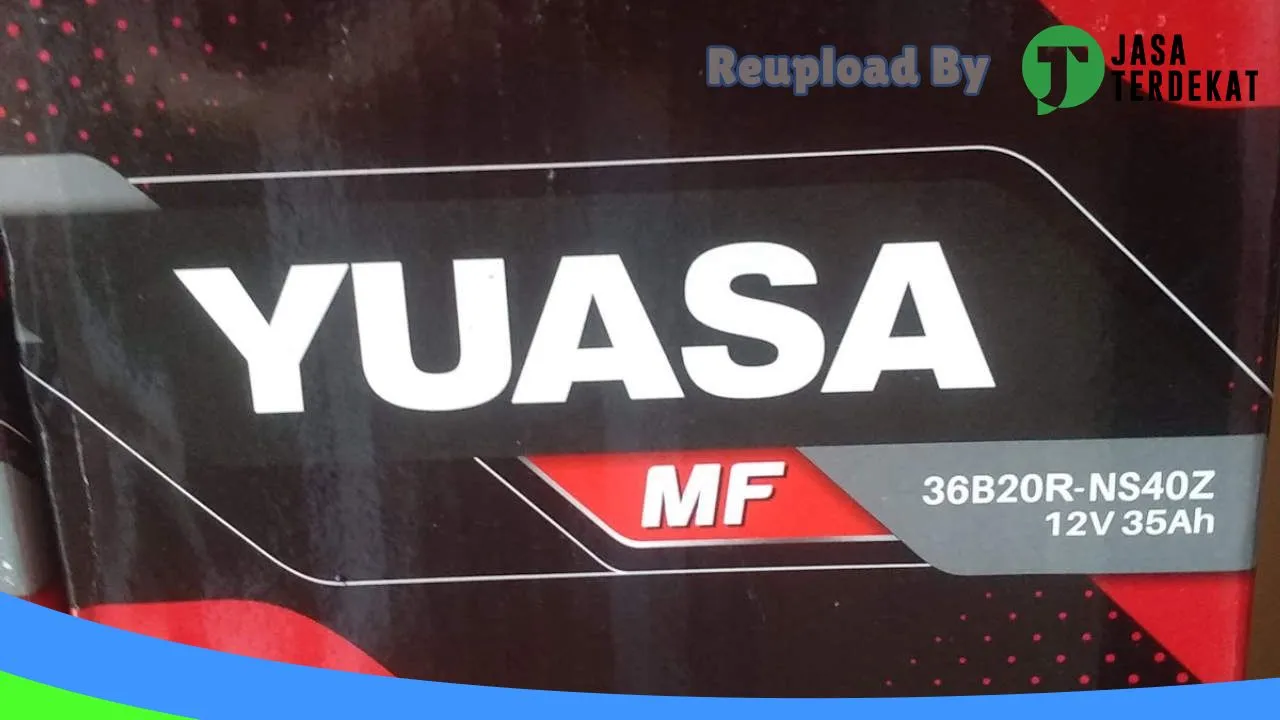 Reupload By
JASA
TERDEKAT
YUASA
MF
36B20R-NS40Z
12V 35Ah